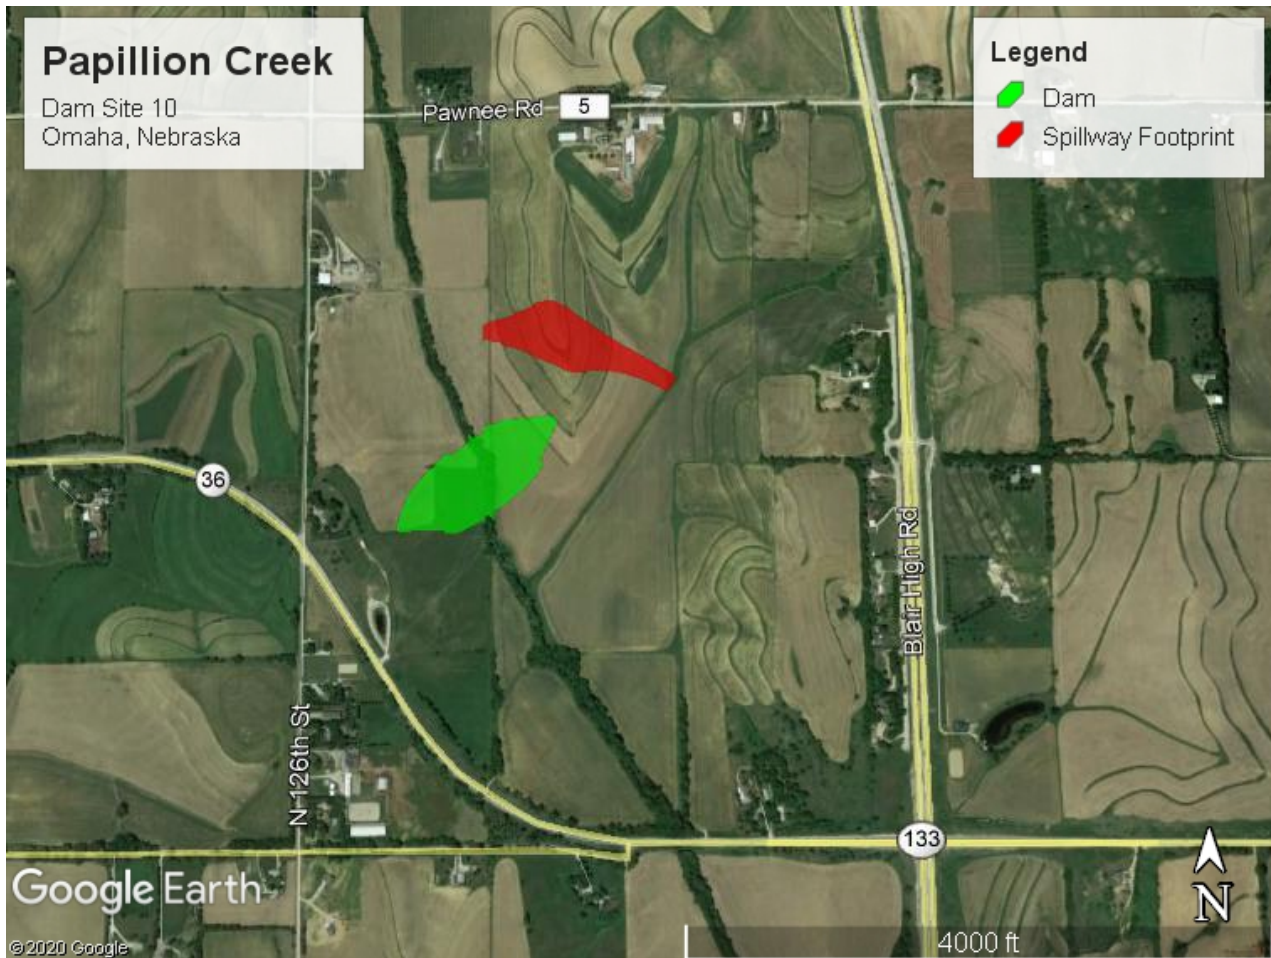 Papillion Creek
Dam Site 10
Omaha, Nebraska
Legend
Dam
Spillway Footprint
Pawnee Rd
5
36
Blair High Rd
N 126th St
133
Google Earth
N
©2020 Google
4000 ft